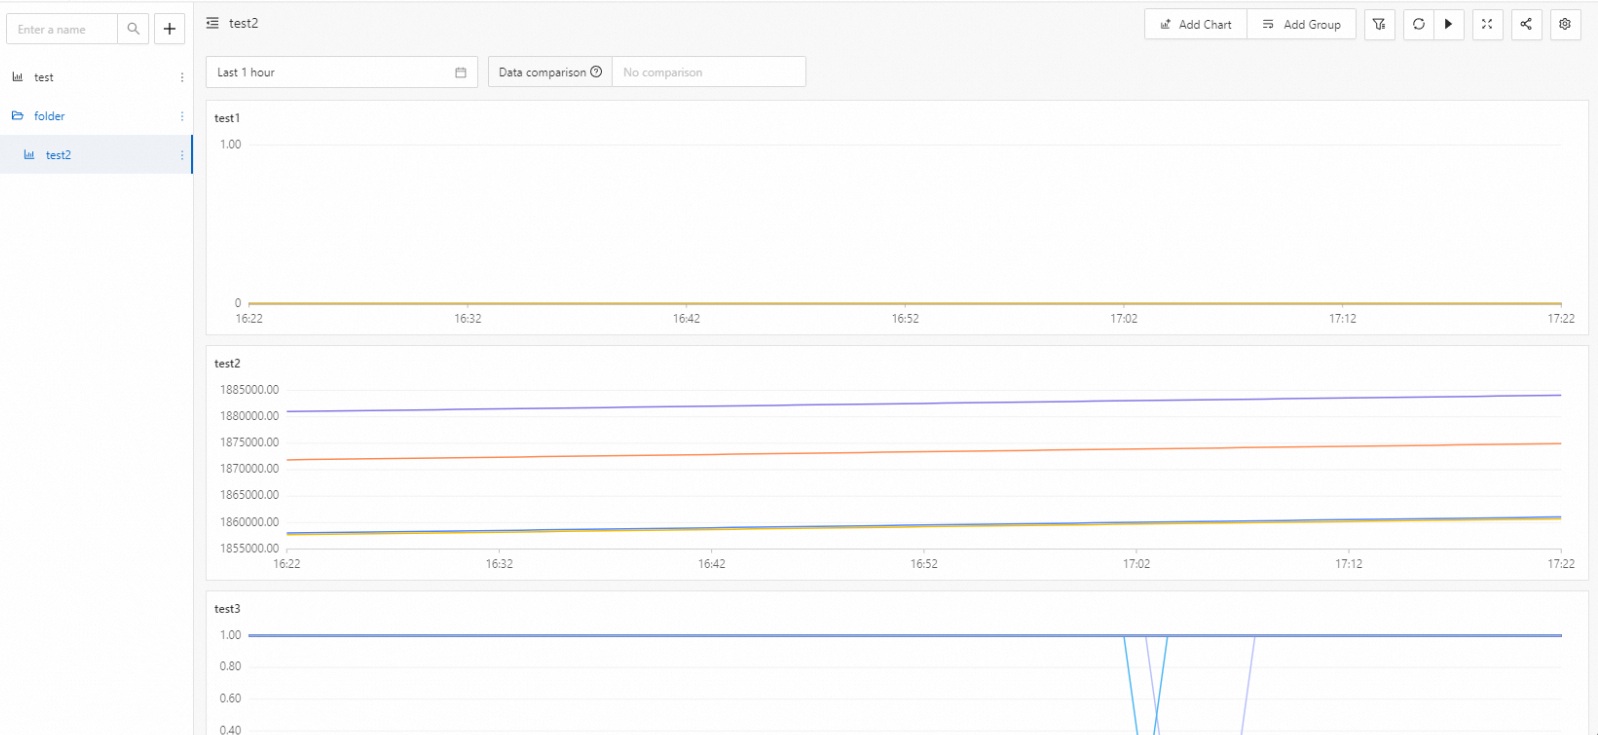 Enter a name
test
folder
test2
test2
Add Chart
Add Group
Last 1 hour
Data comparison
No comparison
test1
1.00
0
16:22 16:32 16:42 16:52 17:02 17:12 17:22
test2
1885000.00
1880000.00
1875000.00
1870000.00
1865000.00
1860000.00
1855000.00
16:22 16:32 16:42 16:52 17:02 17:12 17:22
test3
1.00
0.80
0.60
0.40